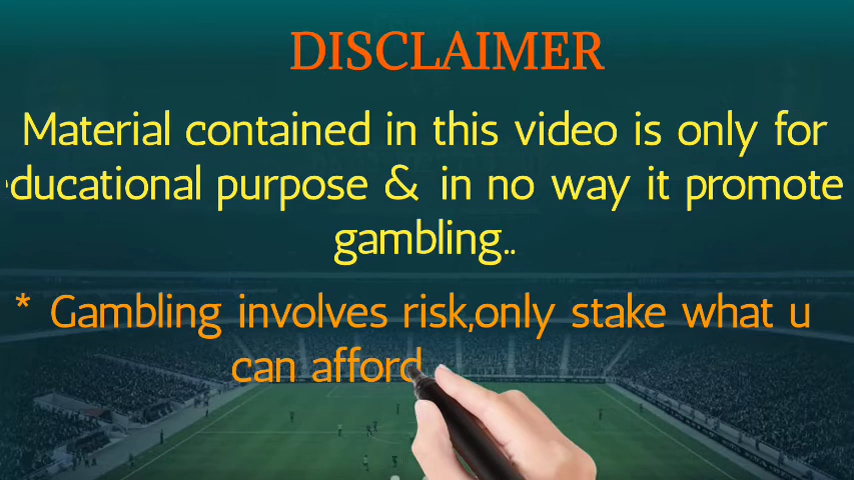 DISCLAIMER
Material contained in this video is only for
educational purpose & in no way it promote
gambling..
* Gambling involves risk,only stake what u
can afford